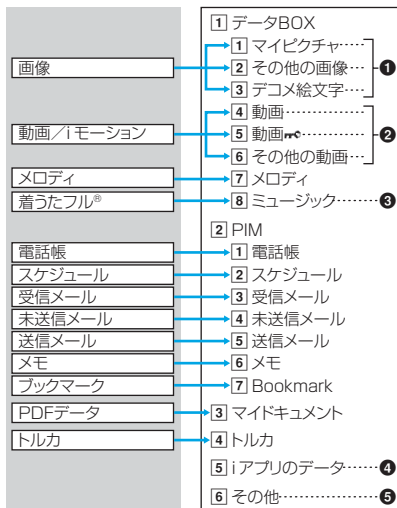 1 データBOX
画像
1 マイピクチャ
2 その他の画像
3 デコメ絵文字
❶
動画／iモーション
4 動画
5 動画
6 その他の動画
❷
メロディ
7 メロディ
着うたフル®
8 ミュージック
❸
2 PIM
電話帳
1 電話帳
スケジュール
2 スケジュール
受信メール
3 受信メール
未送信メール
4 未送信メール
送信メール
5 送信メール
メモ
6 メモ
ブックマーク
7 Bookmark
PDFデータ
3 マイドキュメント
トルカ
4 トルカ
5 iアプリのデータ
❹
6 その他
❺